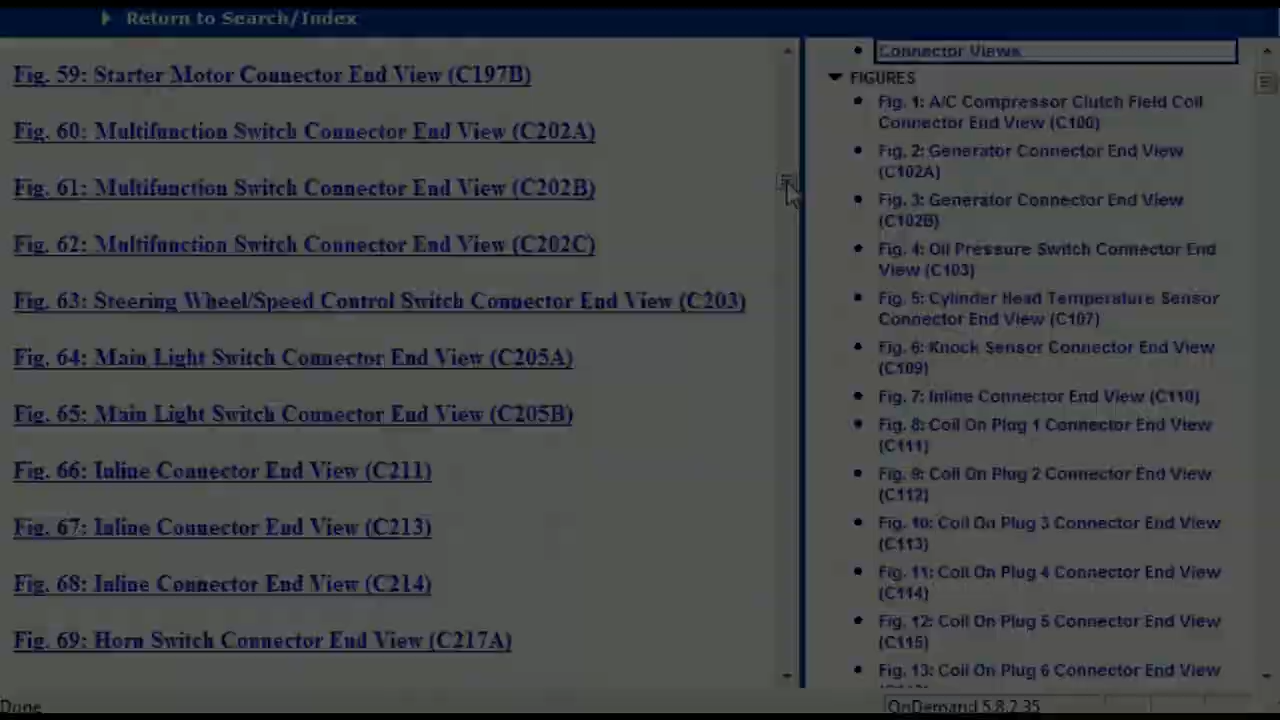 Return to Search/Index
Fig. 59: Starter Motor Connector End View (C197B)
Fig. 60: Multifunction Switch Connector End View (C202A)
Fig. 61: Multifunction Switch Connector End View (C202B)
Fig. 62: Multifunction Switch Connector End View (C202C)
Fig. 63: Steering Wheel/Speed Control Switch Connector End View (C203)
Fig. 64: Main Light Switch Connector End View (C205A)
Fig. 65: Main Light Switch Connector End View (C205B)
Fig. 66: Inline Connector End View (C211)
Fig. 67: Inline Connector End View (C213)
Fig. 68: Inline Connector End View (C214)
Fig. 69: Horn Switch Connector End View (C217A)
Connector Views
FIGURES
Fig. 1: A/C Compressor Clutch Field Coil
Connector End View (C100)
Fig. 2: Generator Connector End View
(C102A)
Fig. 3: Generator Connector End View
(C102B)
Fig. 4: Oil Pressure Switch Connector End
View (C103)
Fig. 5: Cylinder Head Temperature Sensor
Connector End View (C107)
Fig. 6: Knock Sensor Connector End View
(C109)
Fig. 7: Inline Connector End View (C110)
Fig. 8: Coil On Plug 1 Connector End View
(C111)
Fig. 9: Coil On Plug 2 Connector End View
(C112)
Fig. 10: Coil On Plug 3 Connector End View
(C113)
Fig. 11: Coil On Plug 4 Connector End View
(C114)
Fig. 12: Coil On Plug 5 Connector End View
(C115)
Fig. 13: Coil On Plug 6 Connector End View
Done
OnDemand 5.8.2.35